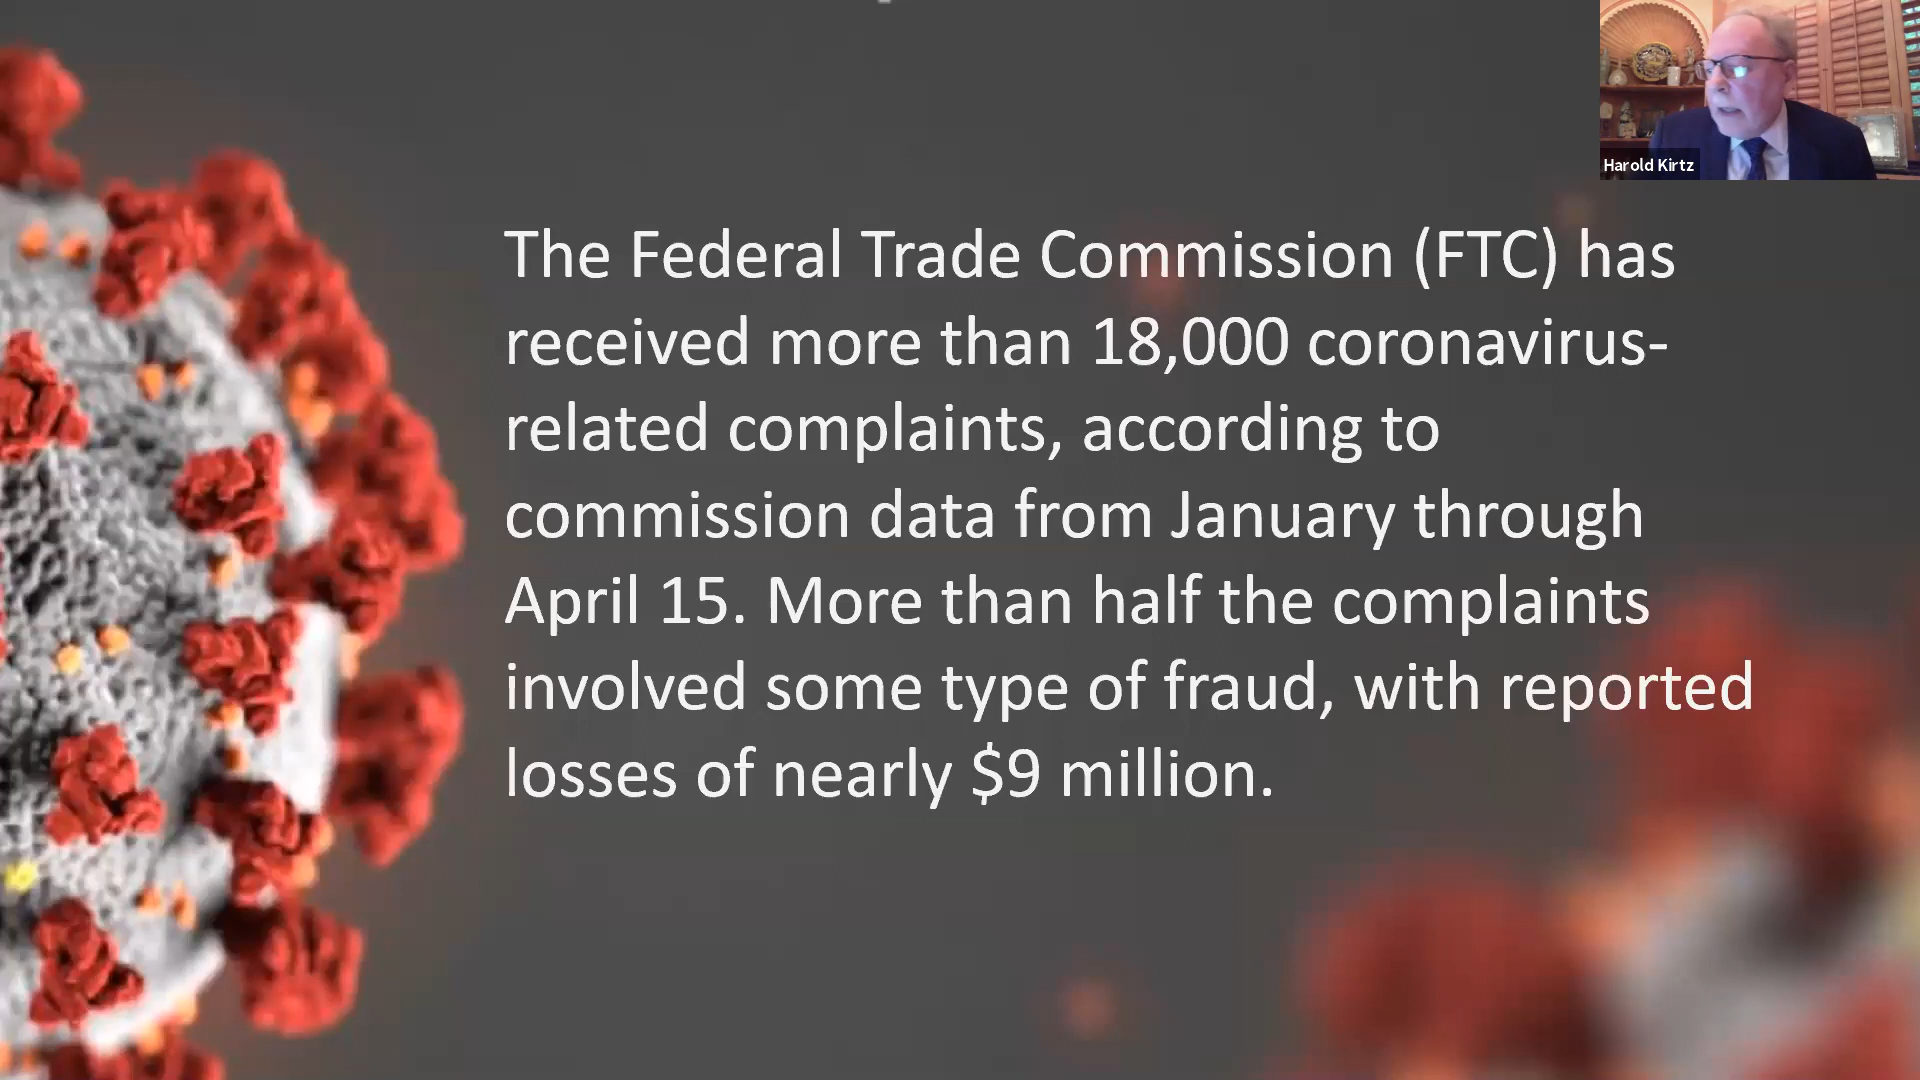 Harold Kirtz
The Federal Trade Commission (FTC) has
received more than 18,000 coronavirus-
related complaints, according to
commission data from January through
April 15. More than half the complaints
involved some type of fraud, with reported
losses of nearly $9 million.